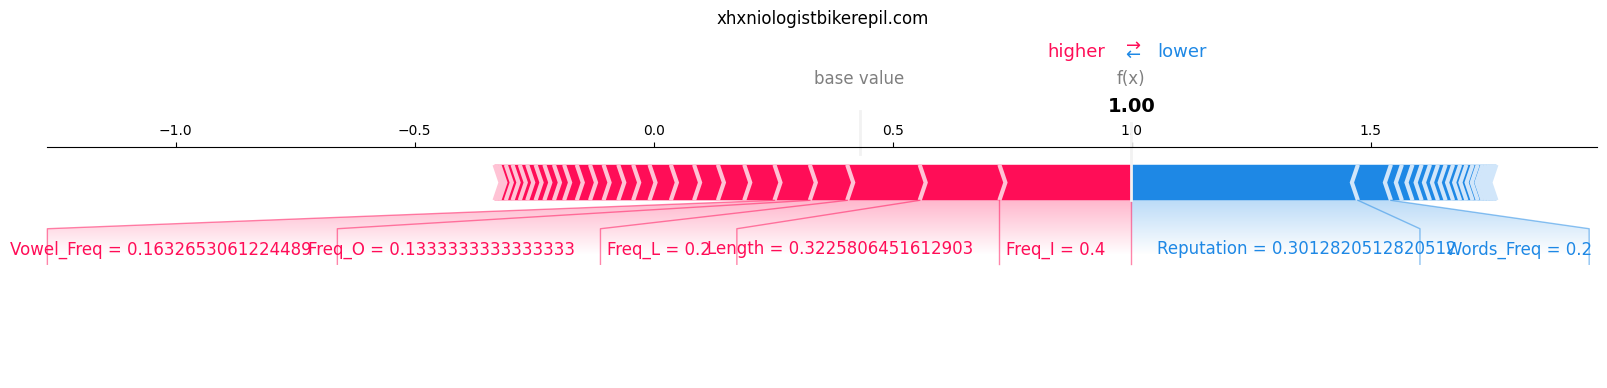 xhxniologistbikerepil.com
higher → ← lower
base value f(x)
1.00
−1.0 −0.5 0.0 0.5 1.0 1.5
Vowel_Freq = 0.1632653061224489 Freq_O = 0.1333333333333333 Freq_L = 0.2 Length = 0.3225806451612903 Freq_I = 0.4 Reputation = 0.3012820512820512 Words_Freq = 0.2